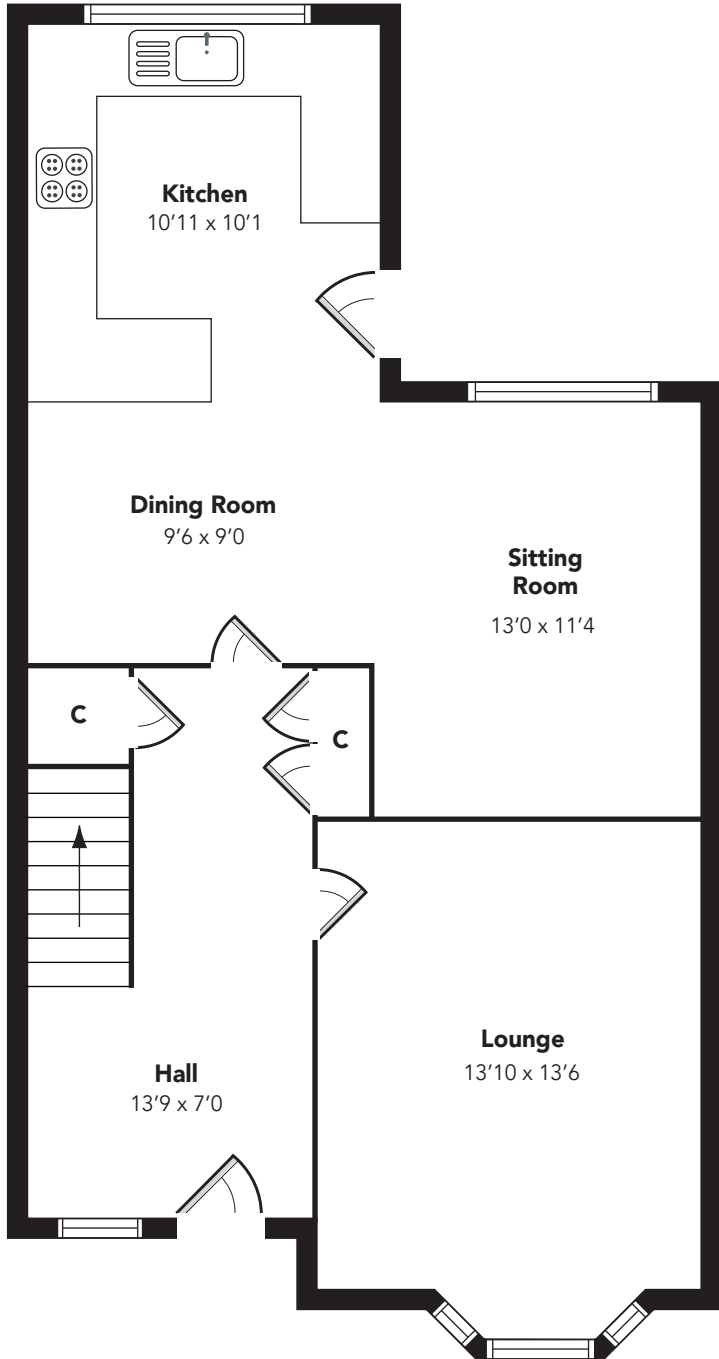 Kitchen
10'11 x 10'1
Dining Room
9'6 x 9'0
Sitting
Room
13'0 x 11'4
C
C
Lounge
13'10 x 13'6
Hall
13'9 x 7'0